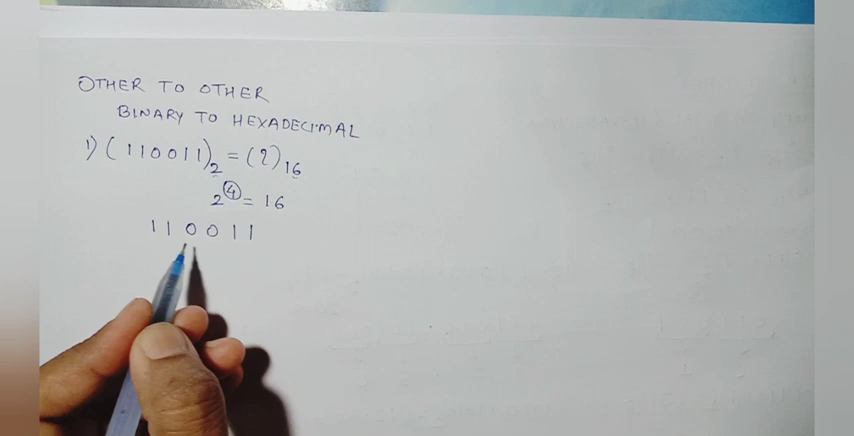 OTHER TO OTHER
BINARY TO HEXADECIMAL
1) (110011)₂ = (?)₁₆
2⁴ = 16
110011